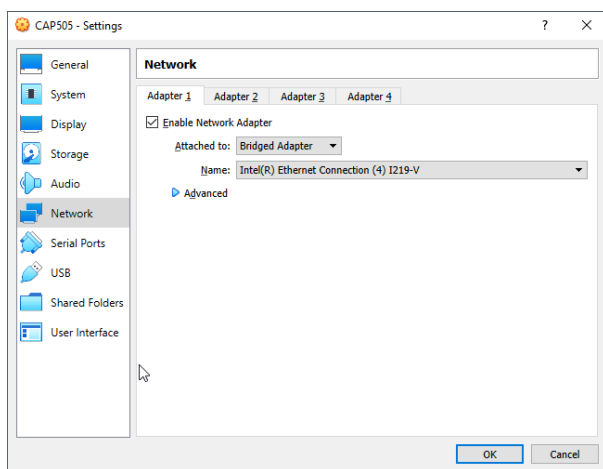 CAP505 - Settings
?
General
System
Display
Storage
Audio
Network
Serial Ports
USB
Shared Folders
User Interface
Network
Adapter 1 Adapter 2 Adapter 3 Adapter 4
Enable Network Adapter
Attached to: Bridged Adapter
Name: Intel(R) Ethernet Connection (4) I219-V
Advanced
OK Cancel